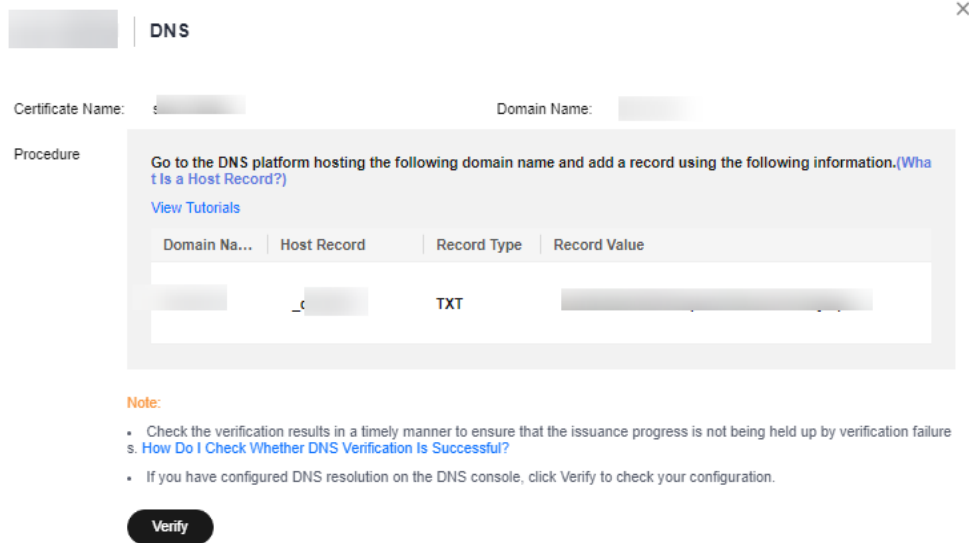 DNS
Certificate Name:
Domain Name:
Procedure
Go to the DNS platform hosting the following domain name and add a record using the following information.(Wha
t Is a Host Record?)
View Tutorials
Domain Na... Host Record Record Type Record Value
TXT
Note:
• Check the verification results in a timely manner to ensure that the issuance progress is not being held up by verification failure
s. How Do I Check Whether DNS Verification Is Successful?
• If you have configured DNS resolution on the DNS console, click Verify to check your configuration.
Verify